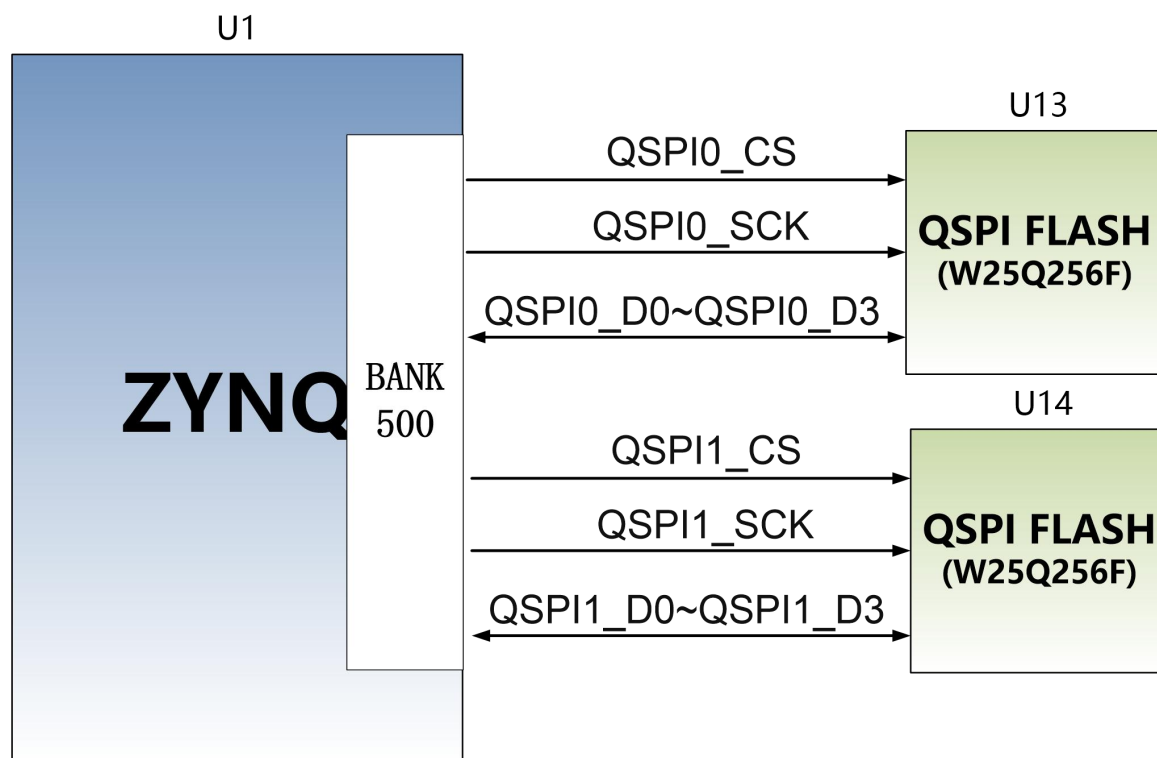 U1
ZYNQ
BANK
500
QSPI0_CS
QSPI0_SCK
QSPI0_D0~QSPI0_D3
U13
QSPI FLASH
(W25Q256F)
QSPI1_CS
QSPI1_SCK
QSPI1_D0~QSPI1_D3
U14
QSPI FLASH
(W25Q256F)